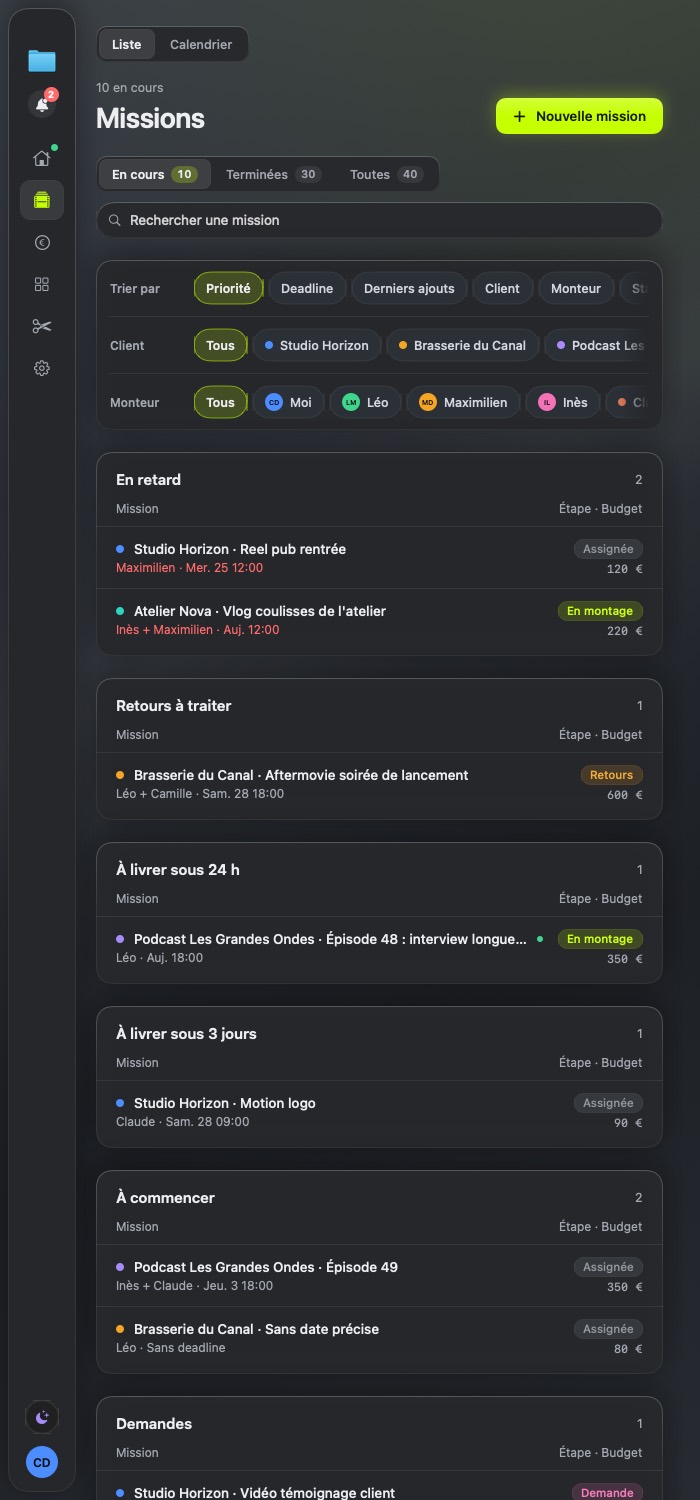 Liste Calendrier
2
10 en cours
Missions
+ Nouvelle mission
En cours 10 Terminées 30 Toutes 40
Rechercher une mission
Trier par Priorité Deadline Derniers ajouts Client Monteur
Client Tous Studio Horizon Brasserie du Canal Podcast Les
Monteur Tous CD Moi LM Léo MD Maximilien IL Inès
En retard 2
Mission Étape · Budget
Studio Horizon · Reel pub rentrée Assignée
Maximilien · Mer. 25 12:00 120 €
Atelier Nova · Vlog coulisses de l'atelier En montage
Inès + Maximilien · Auj. 12:00 220 €
Retours à traiter 1
Mission Étape · Budget
Brasserie du Canal · Aftermovie soirée de lancement Retours
Léo + Camille · Sam. 28 18:00 600 €
À livrer sous 24 h 1
Mission Étape · Budget
Podcast Les Grandes Ondes · Épisode 48 : interview longue... En montage
Léo · Auj. 18:00 350 €
À livrer sous 3 jours 1
Mission Étape · Budget
Studio Horizon · Motion logo Assignée
Claude · Sam. 28 09:00 90 €
À commencer 2
Mission Étape · Budget
Podcast Les Grandes Ondes · Épisode 49 Assignée
Inès + Claude · Jeu. 3 18:00 350 €
Brasserie du Canal · Sans date précise Assignée
Léo · Sans deadline 80 €
Demandes 1
Mission Étape · Budget
Studio Horizon · Vidéo témoignage client Demande
CD